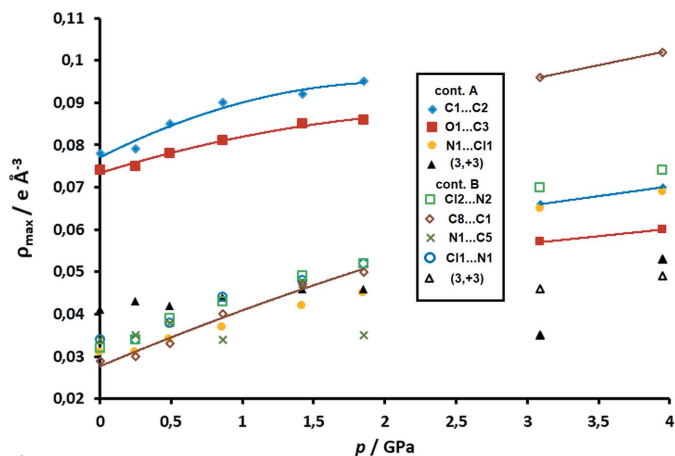 0,11
0,1
0,09
0,08
0,07
0,06
0,05
0,04
0,03
0,02
ρmax / e Å-3
cont. A
C1...C2
O1...C3
N1...Cl1
(3,+3)
cont. B
Cl2...N2
C8...C1
N1...C5
Cl1...N1
(3,+3)
0 0,5 1 1,5 2 2,5 3 3,5 4
p / GPa